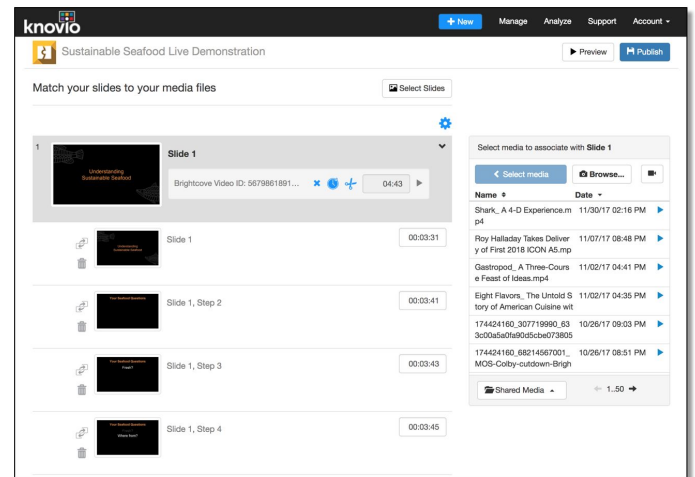 knovio
New Manage Analyze Support Account
Sustainable Seafood Live Demonstration
Preview Publish
Match your slides to your media files
Select Slides
1
Understanding
Sustainable Seafood
Slide 1
Brightcove Video ID: 5679861891...
04:43
Understanding
Sustainable Seafood
Slide 1
00:03:31
Your Seafood Questions
Slide 1, Step 2
00:03:41
Your Seafood Questions
Fresh?
Slide 1, Step 3
00:03:43
Your Seafood Questions
Where from?
Slide 1, Step 4
00:03:45
Select media to associate with Slide 1
Select media Browse...
Name Date
Shark_ A 4-D Experience.m 11/30/17 02:16 PM
p4
Roy Halladay Takes Deliver 11/07/17 08:48 PM
y of First 2018 ICON A5.mp
Gastropod_ A Three-Cours 11/02/17 04:41 PM
e Feast of Ideas.mp4
Eight Flavors_ The Untold S 11/02/17 04:35 PM
tory of American Cuisine wit
174424160_307719990_63 10/26/17 09:03 PM
3c00a5a0fa90d5cbe073805
174424160_68214567001_ 10/26/17 08:51 PM
MOS-Colby-cutdown-Brigh
Shared Media 1..50